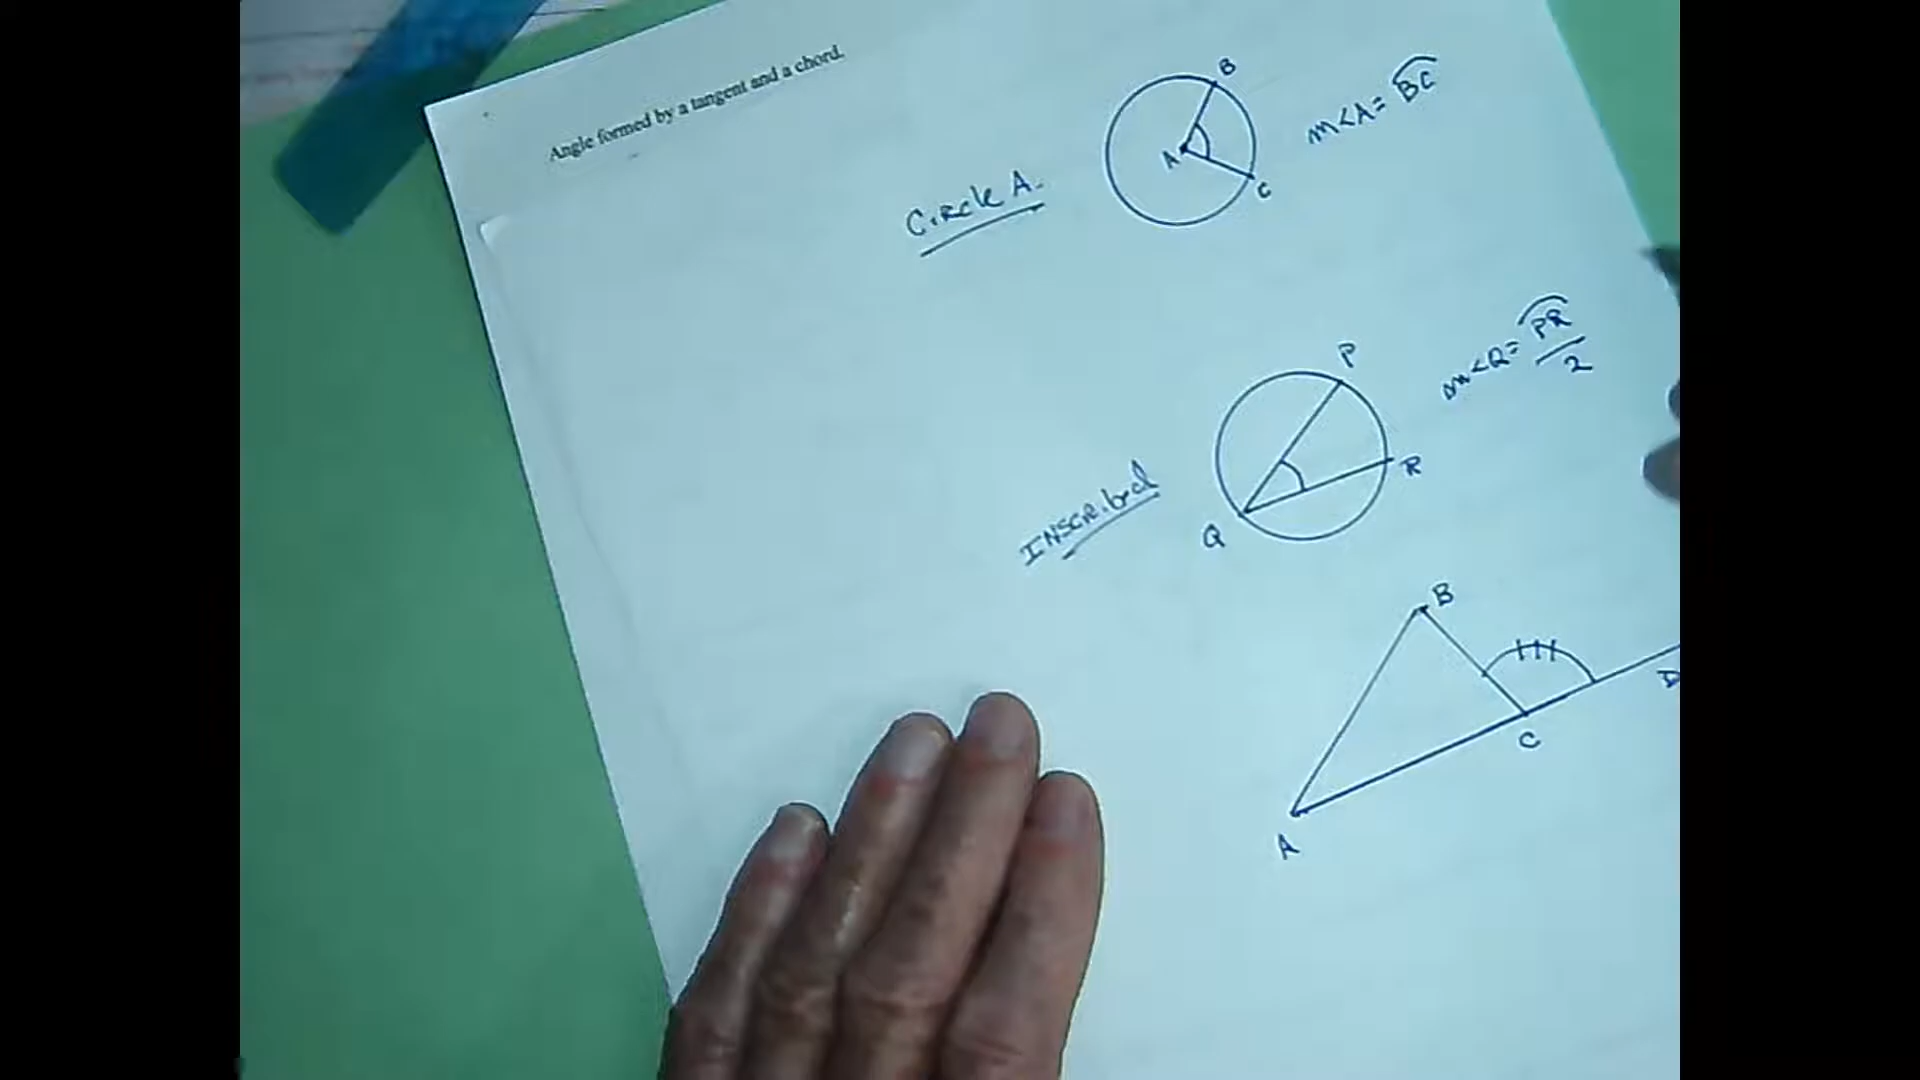 Angle formed by a tangent and a chord.
Circle A.
B
A
C
m<A = BC
Inscribed
P
Q
R
m<Q = PR
2
B
C
D
A